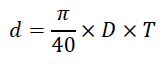 d = π/40 × D × T